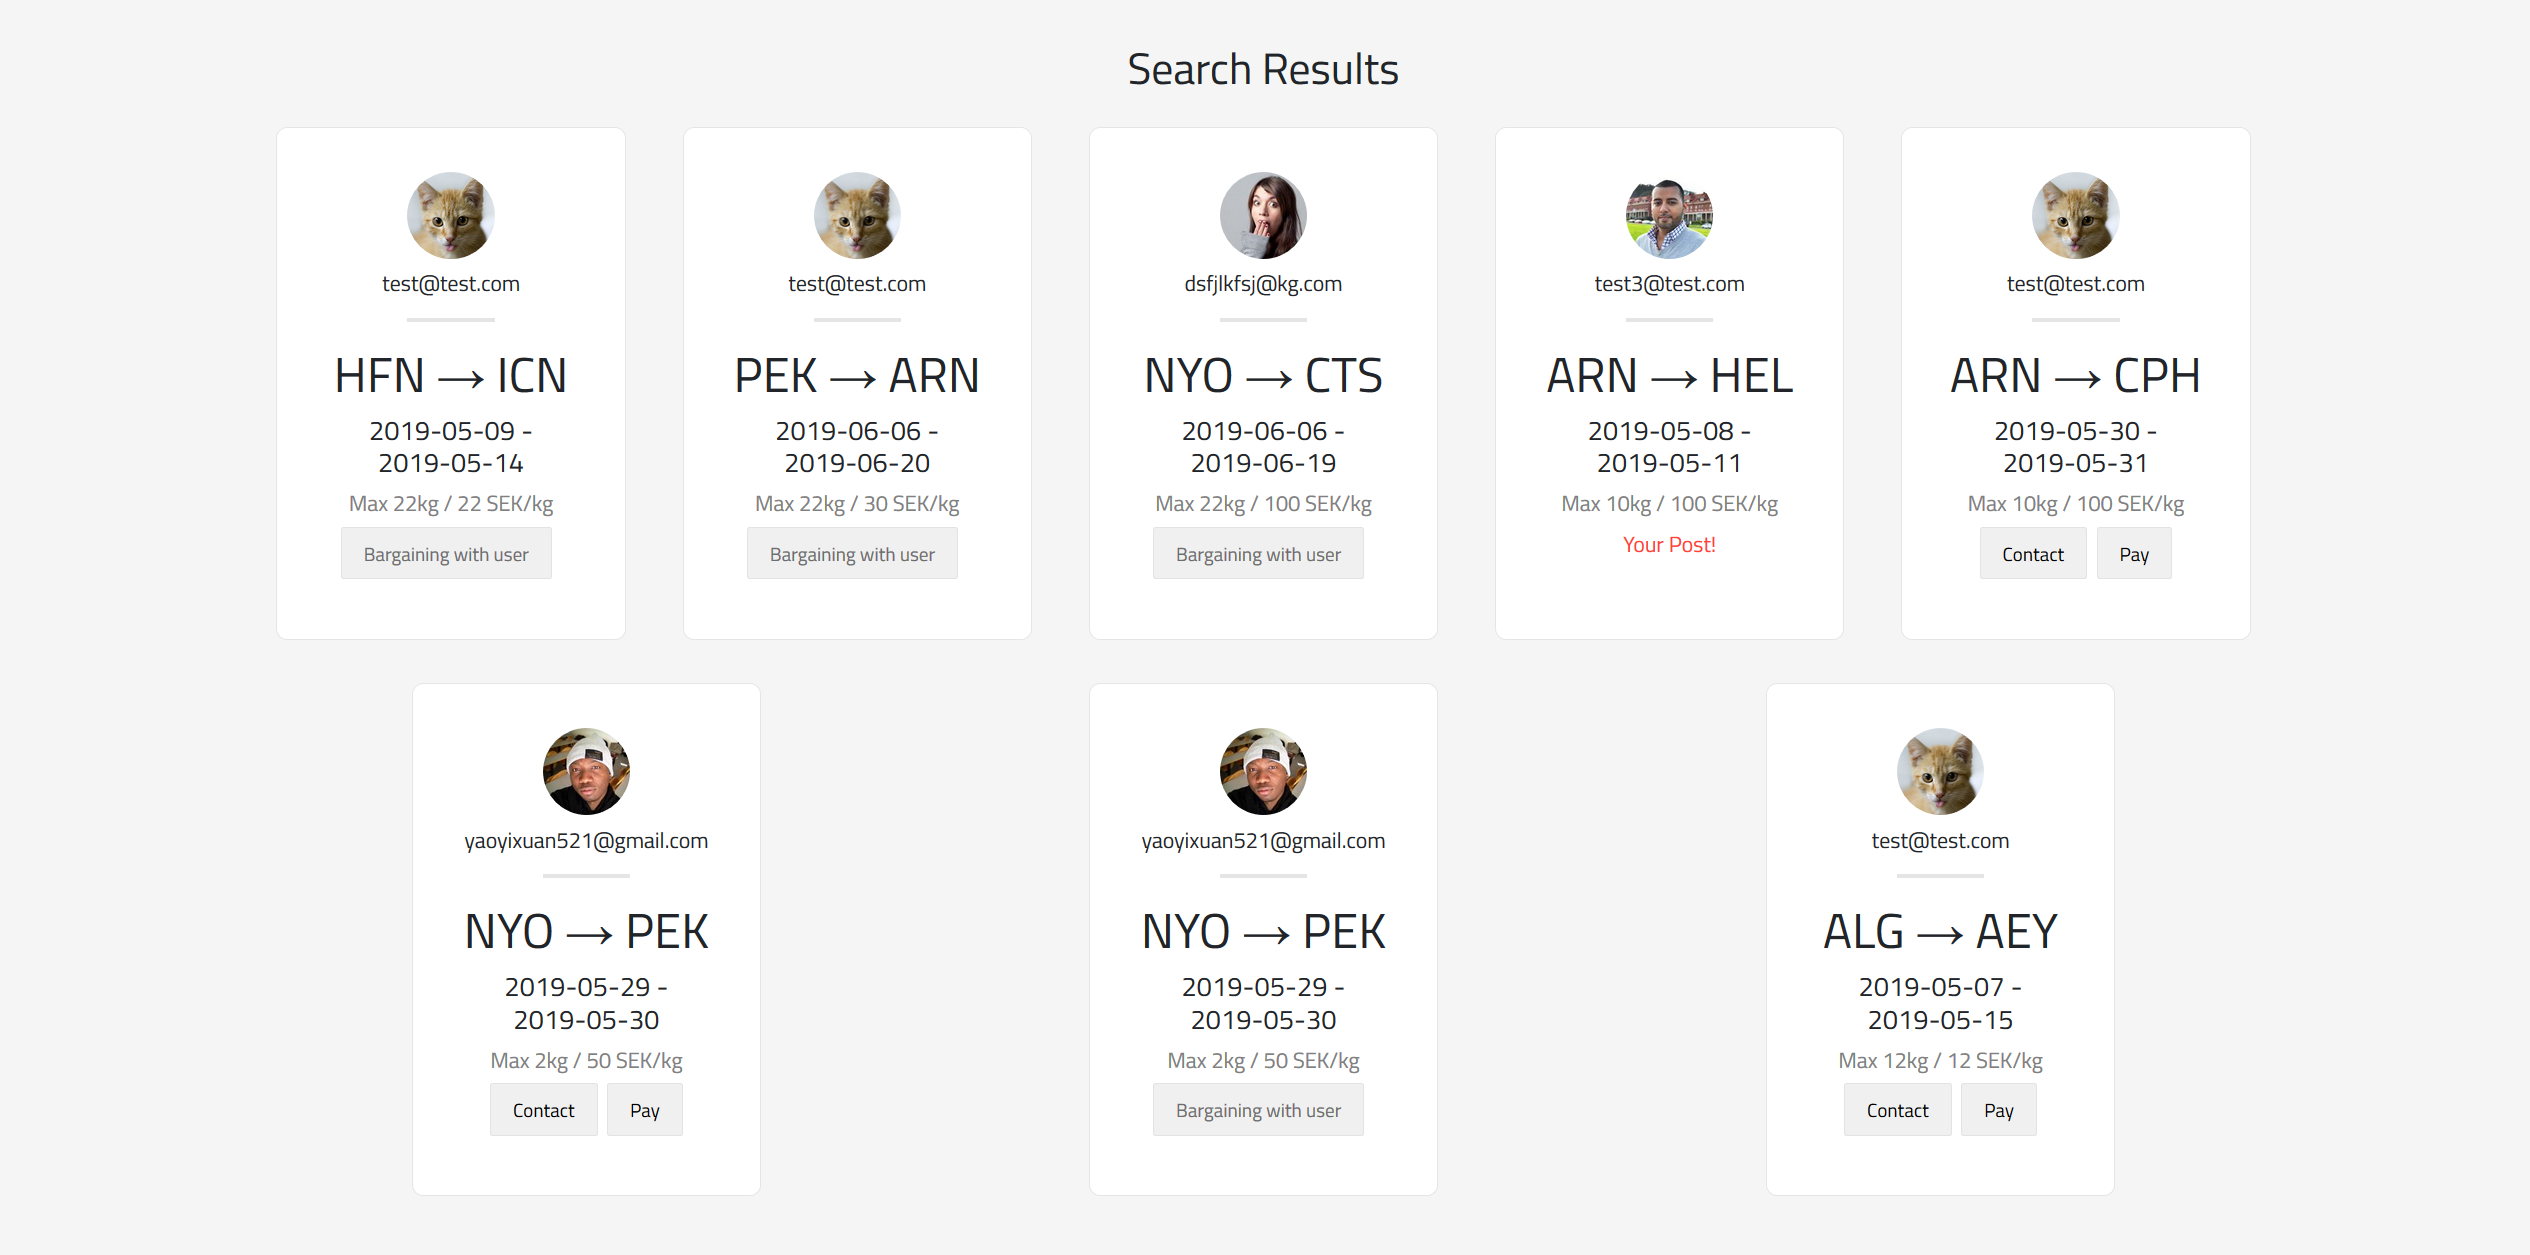 Search Results
test@test.com
HFN → ICN
2019-05-09 -
2019-05-14
Max 22kg / 22 SEK/kg
Bargaining with user
test@test.com
PEK → ARN
2019-06-06 -
2019-06-20
Max 22kg / 30 SEK/kg
Bargaining with user
dsfjlkfsj@kg.com
NYO → CTS
2019-06-06 -
2019-06-19
Max 22kg / 100 SEK/kg
Bargaining with user
test3@test.com
ARN → HEL
2019-05-08 -
2019-05-11
Max 10kg / 100 SEK/kg
Your Post!
test@test.com
ARN → CPH
2019-05-30 -
2019-05-31
Max 10kg / 100 SEK/kg
Contact Pay
yaoyixuan521@gmail.com
NYO → PEK
2019-05-29 -
2019-05-30
Max 2kg / 50 SEK/kg
Contact Pay
yaoyixuan521@gmail.com
NYO → PEK
2019-05-29 -
2019-05-30
Max 2kg / 50 SEK/kg
Bargaining with user
test@test.com
ALG → AEY
2019-05-07 -
2019-05-15
Max 12kg / 12 SEK/kg
Contact Pay